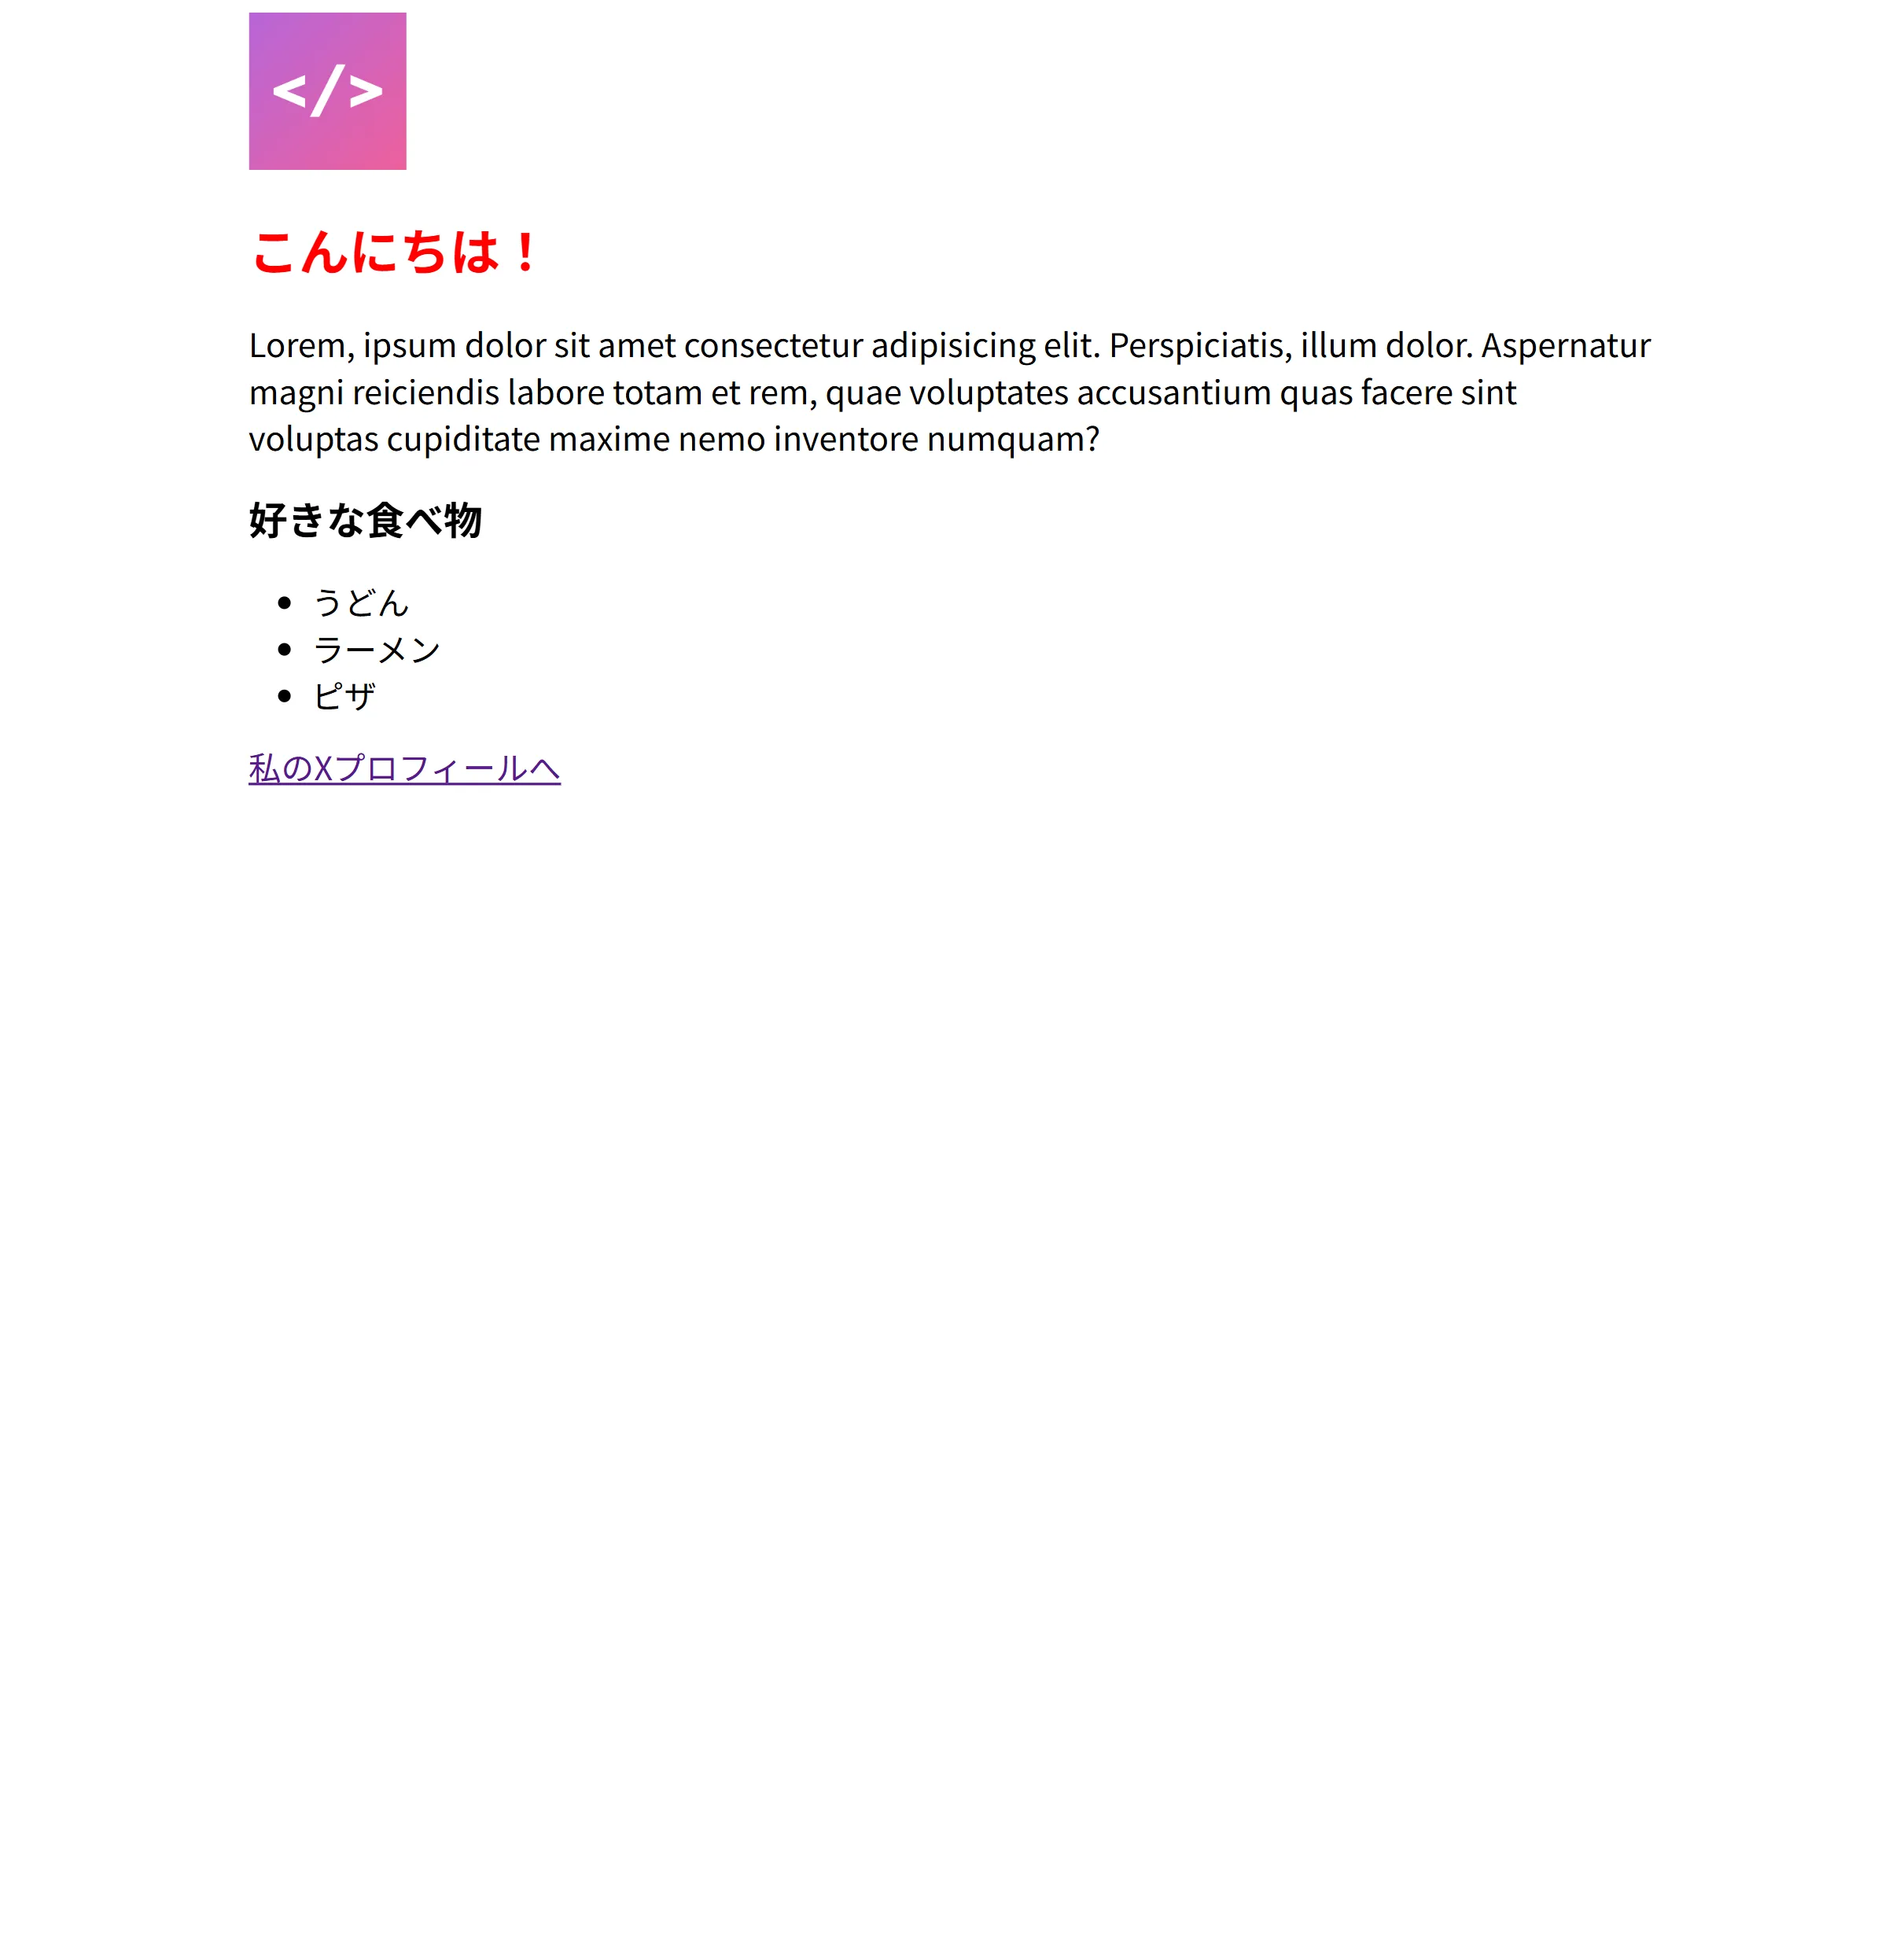 </>
こんにちは！
Lorem, ipsum dolor sit amet consectetur adipisicing elit. Perspiciatis, illum dolor. Aspernatur
magni reiciendis labore totam et rem, quae voluptates accusantium quas facere sint
voluptas cupiditate maxime nemo inventore numquam?
好きな食べ物
うどん
ラーメン
ピザ
私のXプロフィールへ